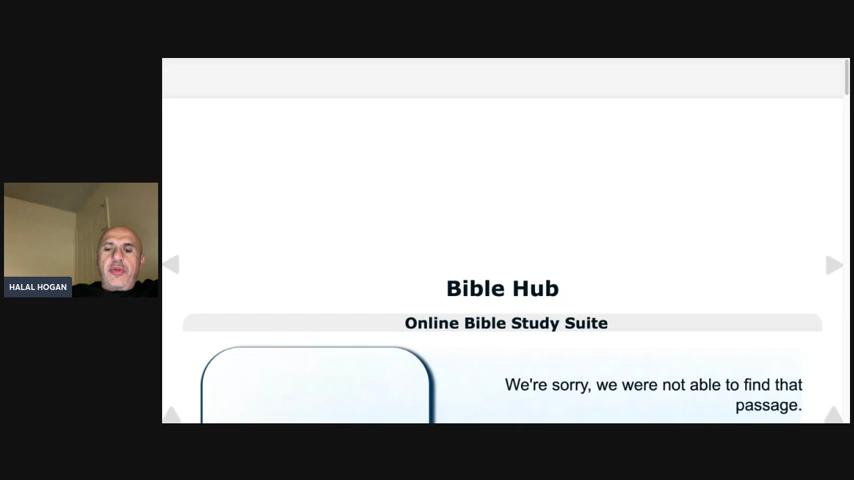 HALAL HOGAN
Bible Hub
Online Bible Study Suite
We're sorry, we were not able to find that
passage.